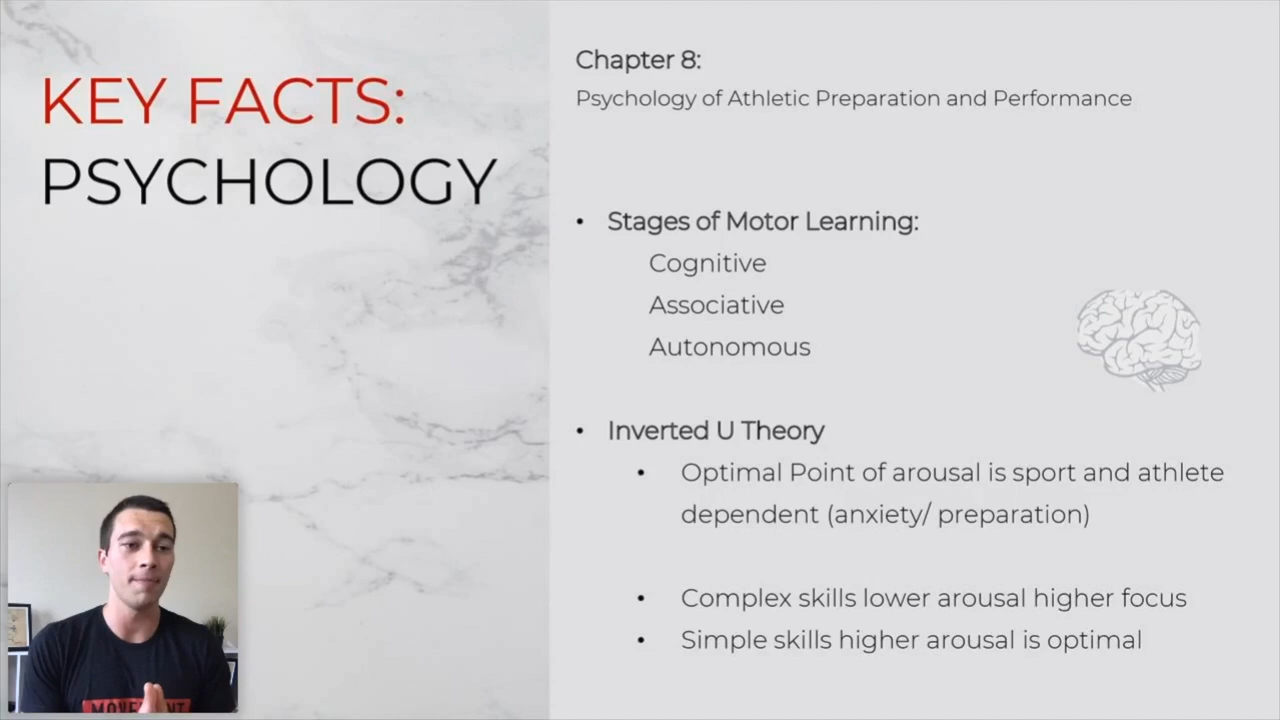 KEY FACTS:
PSYCHOLOGY
Chapter 8:
Psychology of Athletic Preparation and Performance
• Stages of Motor Learning:
Cognitive
Associative
Autonomous
• Inverted U Theory
• Optimal Point of arousal is sport and athlete
dependent (anxiety/ preparation)
• Complex skills lower arousal higher focus
• Simple skills higher arousal is optimal